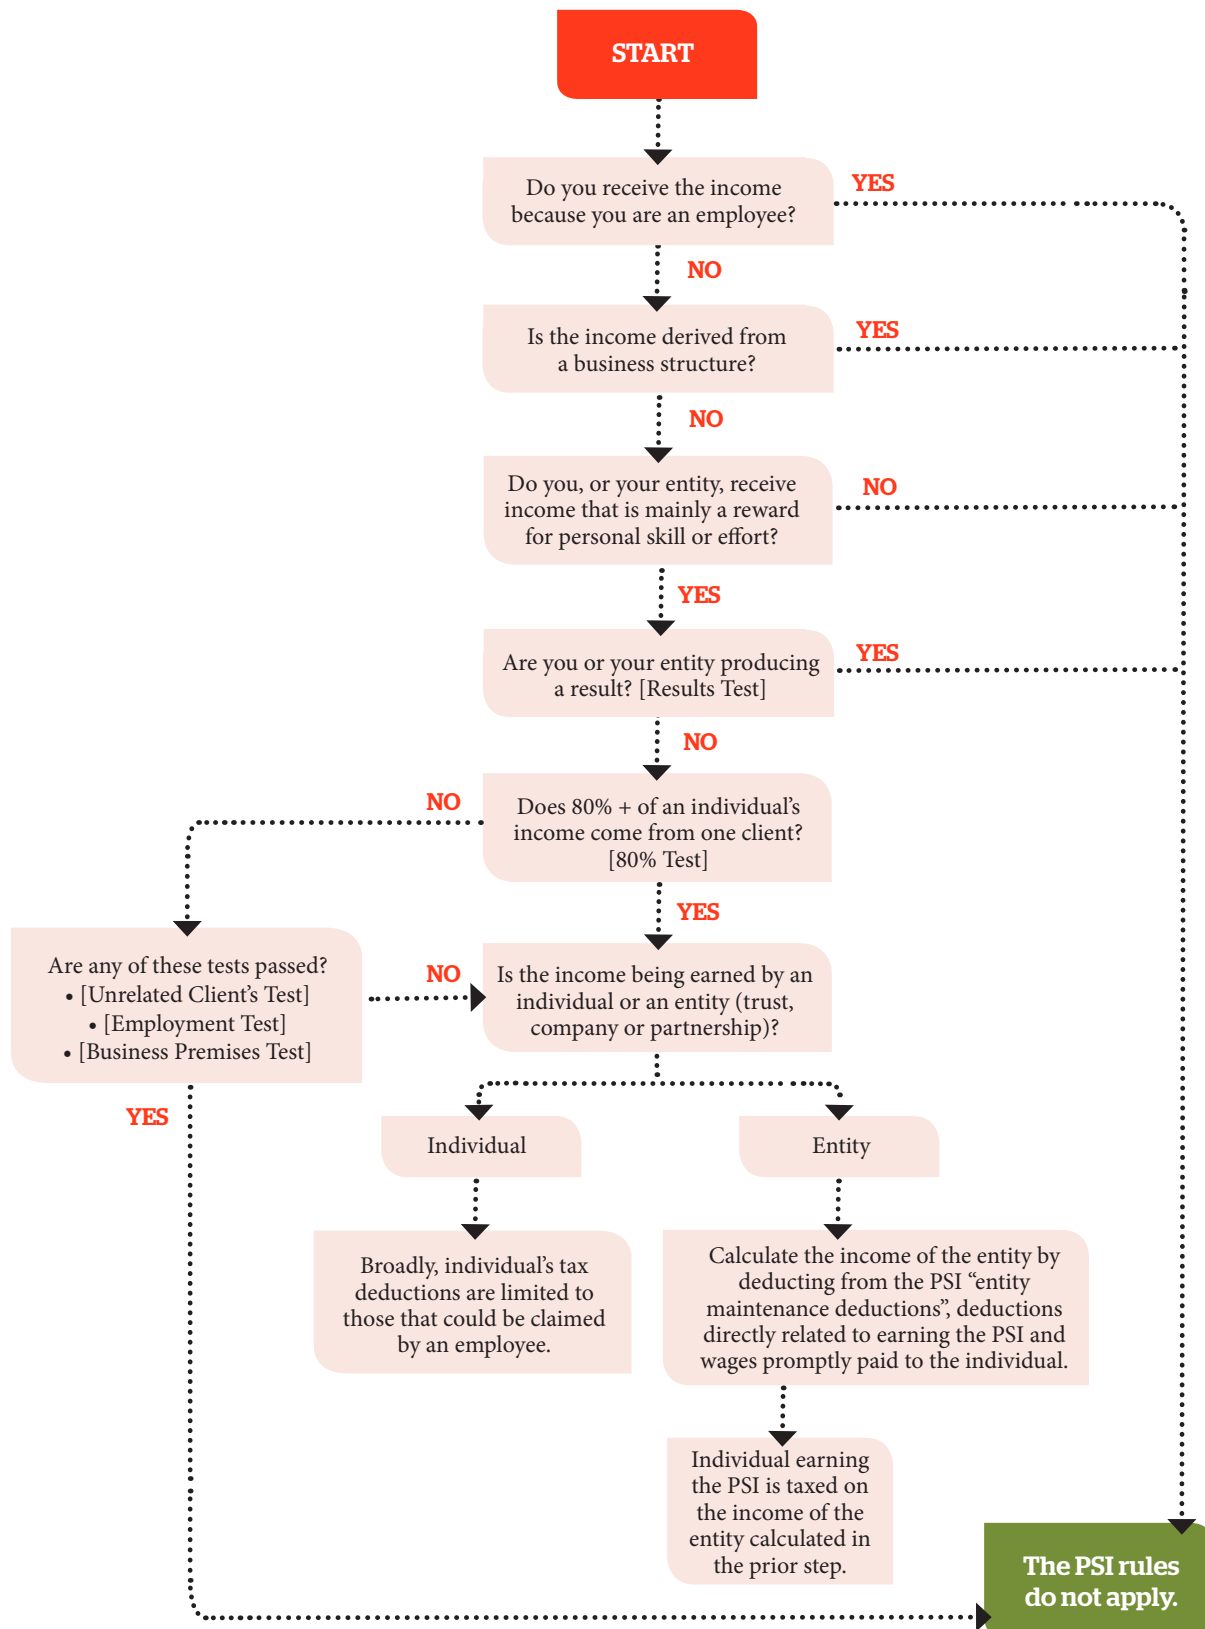 START
Do you receive the income
because you are an employee?
YES
NO
Is the income derived from
a business structure?
YES
NO
Do you, or your entity, receive
income that is mainly a reward
for personal skill or effort?
NO
YES
Are you or your entity producing
a result? [Results Test]
YES
NO
Does 80% + of an individual’s
income come from one client?
[80% Test]
NO
YES
Are any of these tests passed?
• [Unrelated Client’s Test]
• [Employment Test]
• [Business Premises Test]
NO
YES
Is the income being earned by an
individual or an entity (trust,
company or partnership)?
Individual
Entity
Broadly, individual’s tax
deductions are limited to
those that could be claimed
by an employee.
Calculate the income of the entity by
deducting from the PSI “entity
maintenance deductions”, deductions
directly related to earning the PSI and
wages promptly paid to the individual.
Individual earning
the PSI is taxed on
the income of the
entity calculated in
the prior step.
The PSI rules
do not apply.